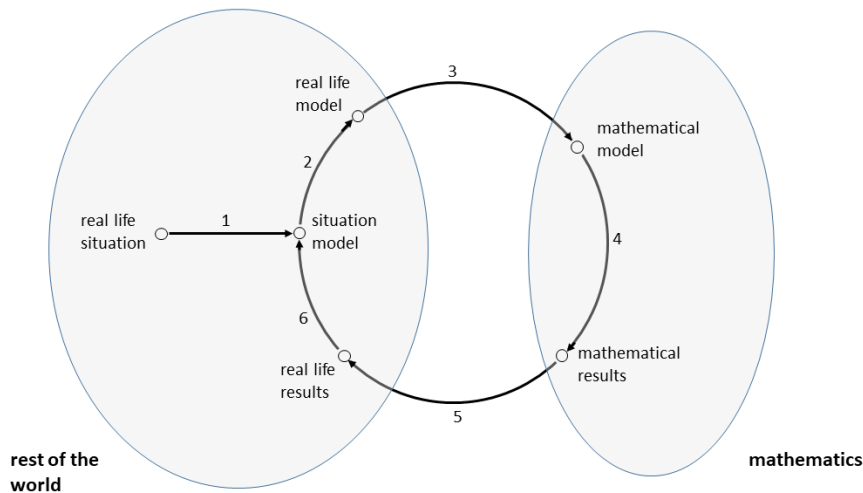 3
real life
model
mathematical
model
2
real life
situation
1
situation
model
4
6
real life
results
mathematical
results
5
rest of the
world
mathematics